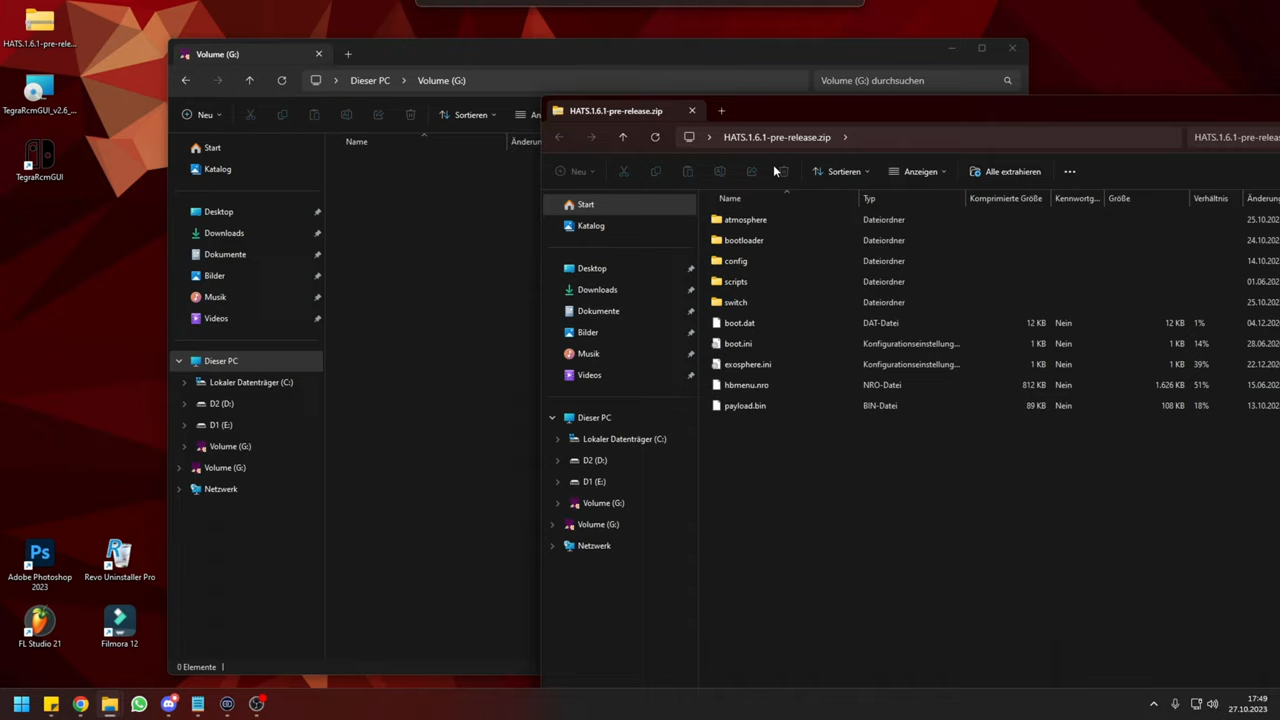 HATS.1.6.1-pre-rele...
TegraRcmGUI_v2.6_...
TegraRcmGUI
Adobe Photoshop
2023
Revo Uninstaller Pro
FL Studio 21
Filmora 12
Volume (G:)
Dieser PC
Volume (G:)
Volume (G:) durchsuchen
Neu
Sortieren
An
Name
Änderun
Start
Katalog
Desktop
Downloads
Dokumente
Bilder
Musik
Videos
Dieser PC
Lokaler Datenträger (C:)
D2 (D:)
D1 (E:)
Volume (G:)
Volume (G:)
Netzwerk
0 Elemente
HATS.1.6.1-pre-release.zip
HATS.1.6.1-pre-release.zip
HATS.1.6.1-pre-relea
Neu
Sortieren
Anzeigen
Alle extrahieren
Start
Katalog
Desktop
Downloads
Dokumente
Bilder
Musik
Videos
Dieser PC
Lokaler Datenträger (C:)
D2 (D:)
D1 (E:)
Volume (G:)
Volume (G:)
Netzwerk
Name Typ Komprimierte Größe Kennwortg... Größe Verhältnis Änderung
atmosphere Dateiordner 25.10.202
bootloader Dateiordner 24.10.202
config Dateiordner 14.10.202
scripts Dateiordner 01.06.202
switch Dateiordner 25.10.202
boot.dat DAT-Datei 12 KB Nein 12 KB 1% 04.12.202
boot.ini Konfigurationseinstellung... 1 KB Nein 1 KB 14% 28.06.202
exosphere.ini Konfigurationseinstellung... 1 KB Nein 1 KB 39% 22.12.202
hbmenu.nro NRO-Datei 812 KB Nein 1.626 KB 51% 15.06.202
payload.bin BIN-Datei 89 KB Nein 108 KB 18% 13.10.202
17:49
27.10.2023